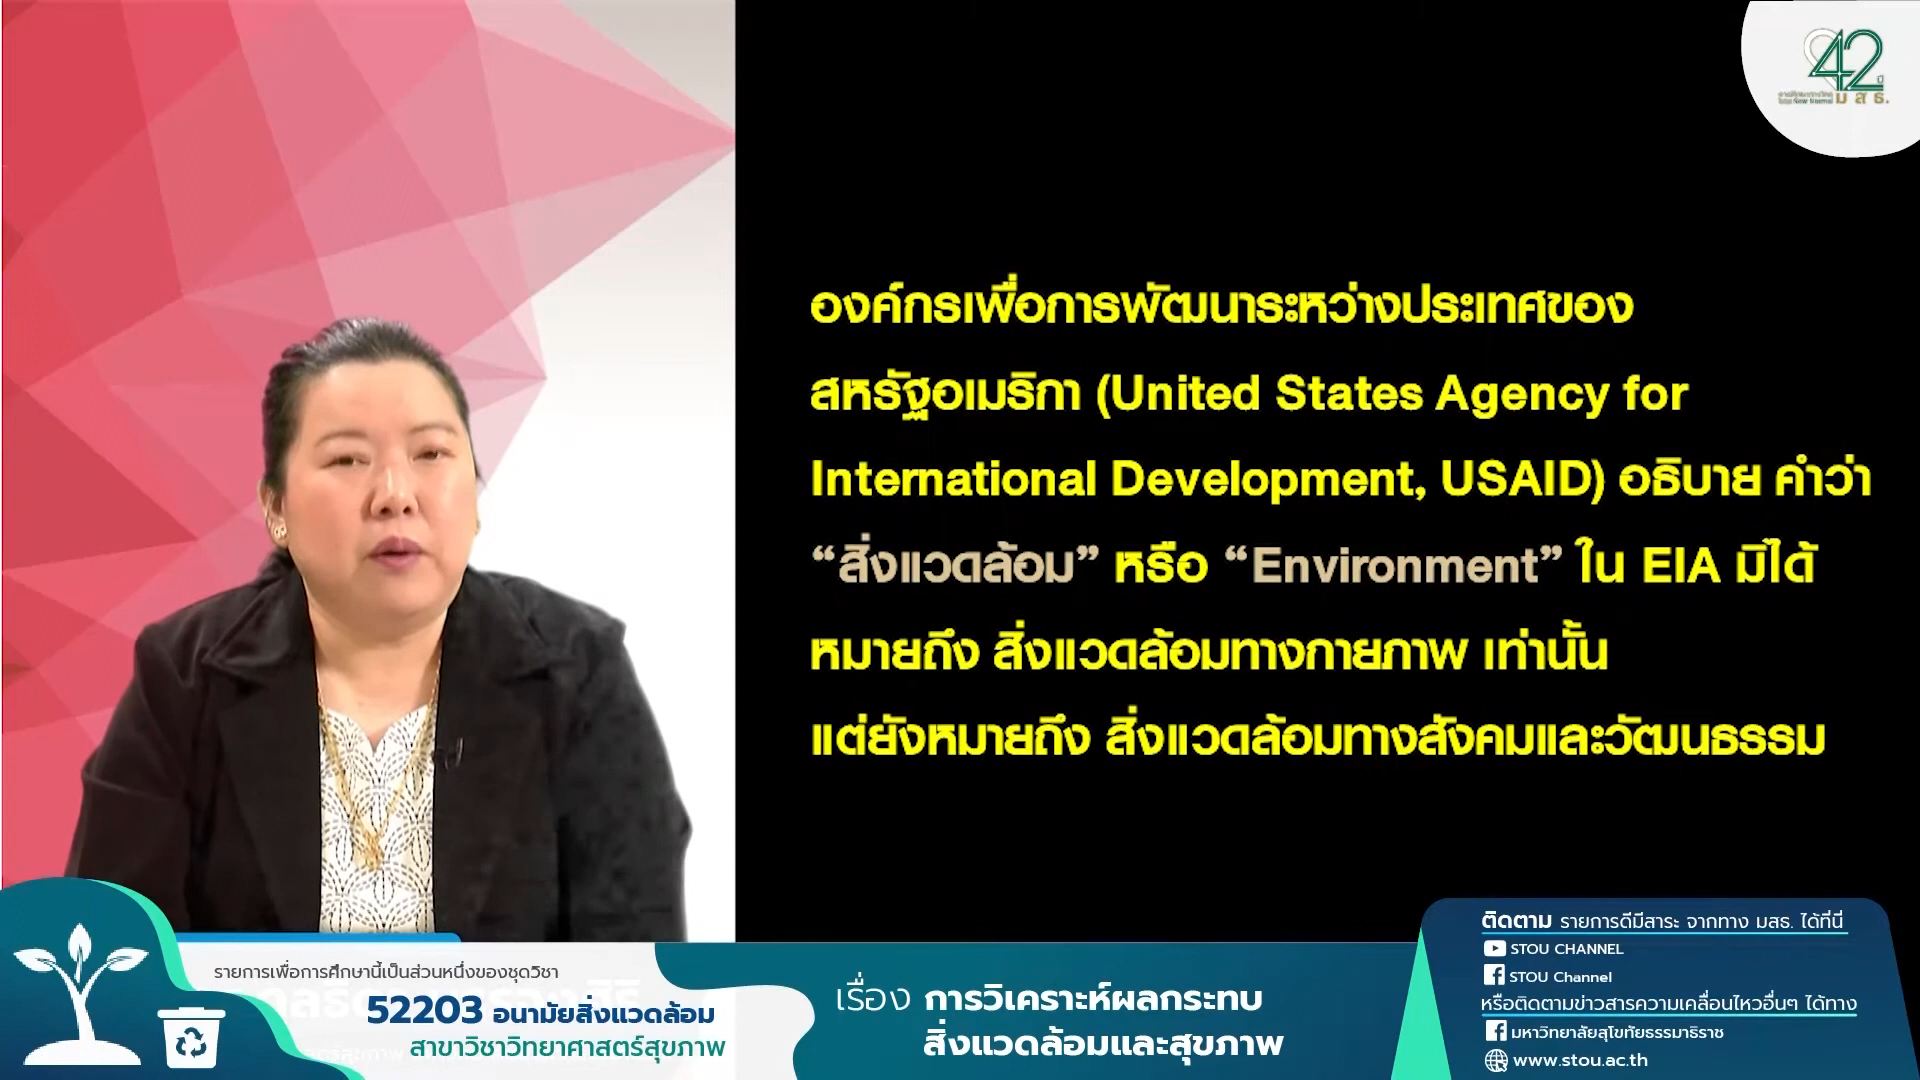 42
ปี
มสธ.
องค์กรเพื่อการพัฒนาระหว่างประเทศของ
สหรัฐอเมริกา (United States Agency for
International Development, USAID) อธิบาย คำว่า
“สิ่งแวดล้อม” หรือ “Environment” ใน EIA มิได้
หมายถึง สิ่งแวดล้อมทางกายภาพ เท่านั้น
แต่ยังหมายถึง สิ่งแวดล้อมทางสังคมและวัฒนธรรม
รายการเพื่อการศึกษานี้เป็นส่วนหนึ่งของชุดวิชา
52203 อนามัยสิ่งแวดล้อม
สาขาวิชาวิทยาศาสตร์สุขภาพ
เรื่อง การวิเคราะห์ผลกระทบ
สิ่งแวดล้อมและสุขภาพ
ติดตาม รายการดีมีสาระ จากทาง มสธ. ได้ที่นี่
STOU CHANNEL
STOU Channel
หรือติดตามข่าวสารความเคลื่อนไหวอื่นๆ ได้ทาง
มหาวิทยาลัยสุโขทัยธรรมาธิราช
www.stou.ac.th